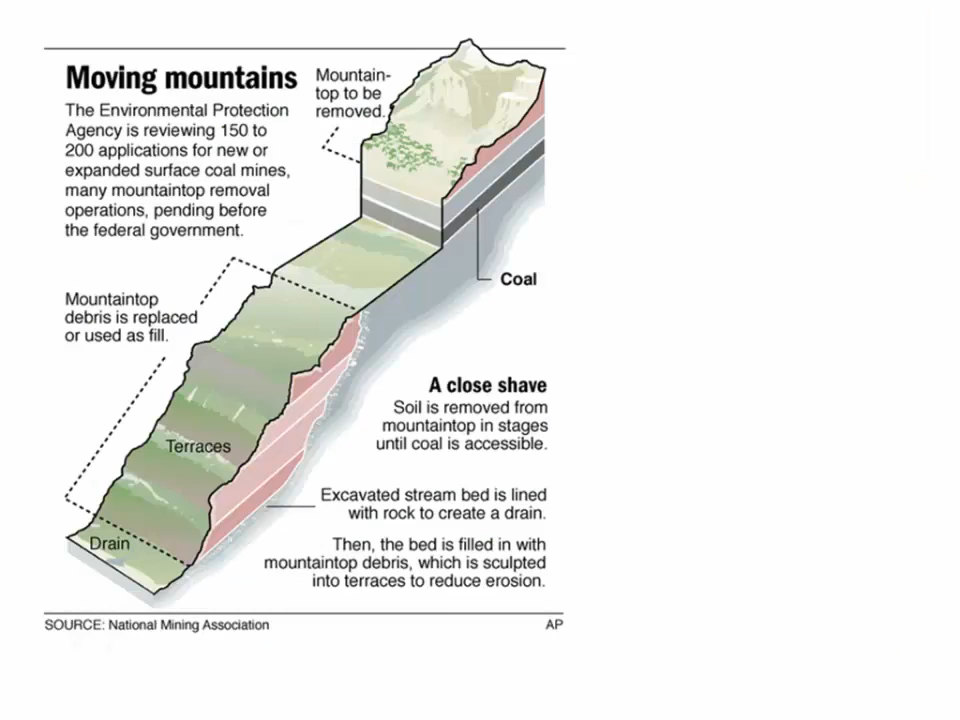 Moving mountains
The Environmental Protection
Agency is reviewing 150 to
200 applications for new or
expanded surface coal mines,
many mountaintop removal
operations, pending before
the federal government.
Mountain-
top to be
removed.
Coal
Mountaintop
debris is replaced
or used as fill.
A close shave
Soil is removed from
mountaintop in stages
until coal is accessible.
Terraces
Excavated stream bed is lined
with rock to create a drain.
Drain
Then, the bed is filled in with
mountaintop debris, which is sculpted
into terraces to reduce erosion.
SOURCE: National Mining Association
AP